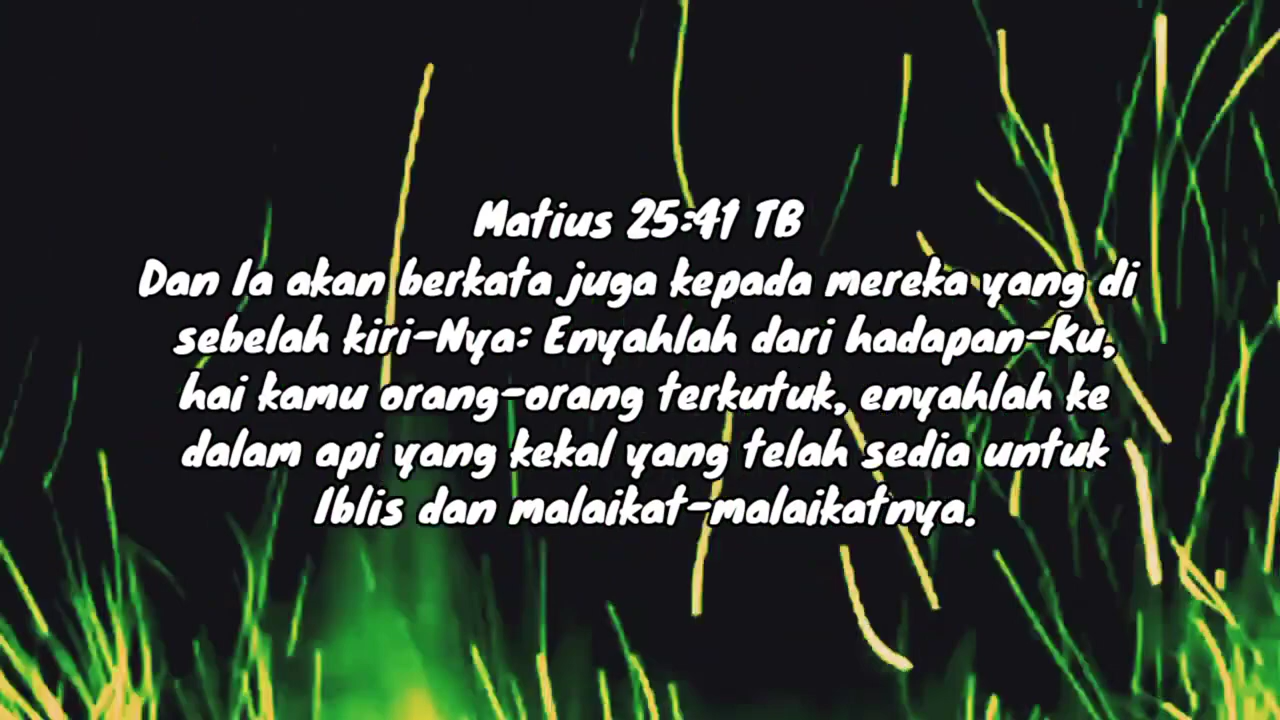 Matius 25:41 TB
Dan Ia akan berkata juga kepada mereka yang di
sebelah kiri-Nya: Enyahlah dari hadapan-Ku,
hai kamu orang-orang terkutuk, enyahlah ke
dalam api yang kekal yang telah sedia untuk
Iblis dan malaikat-malaikatnya.